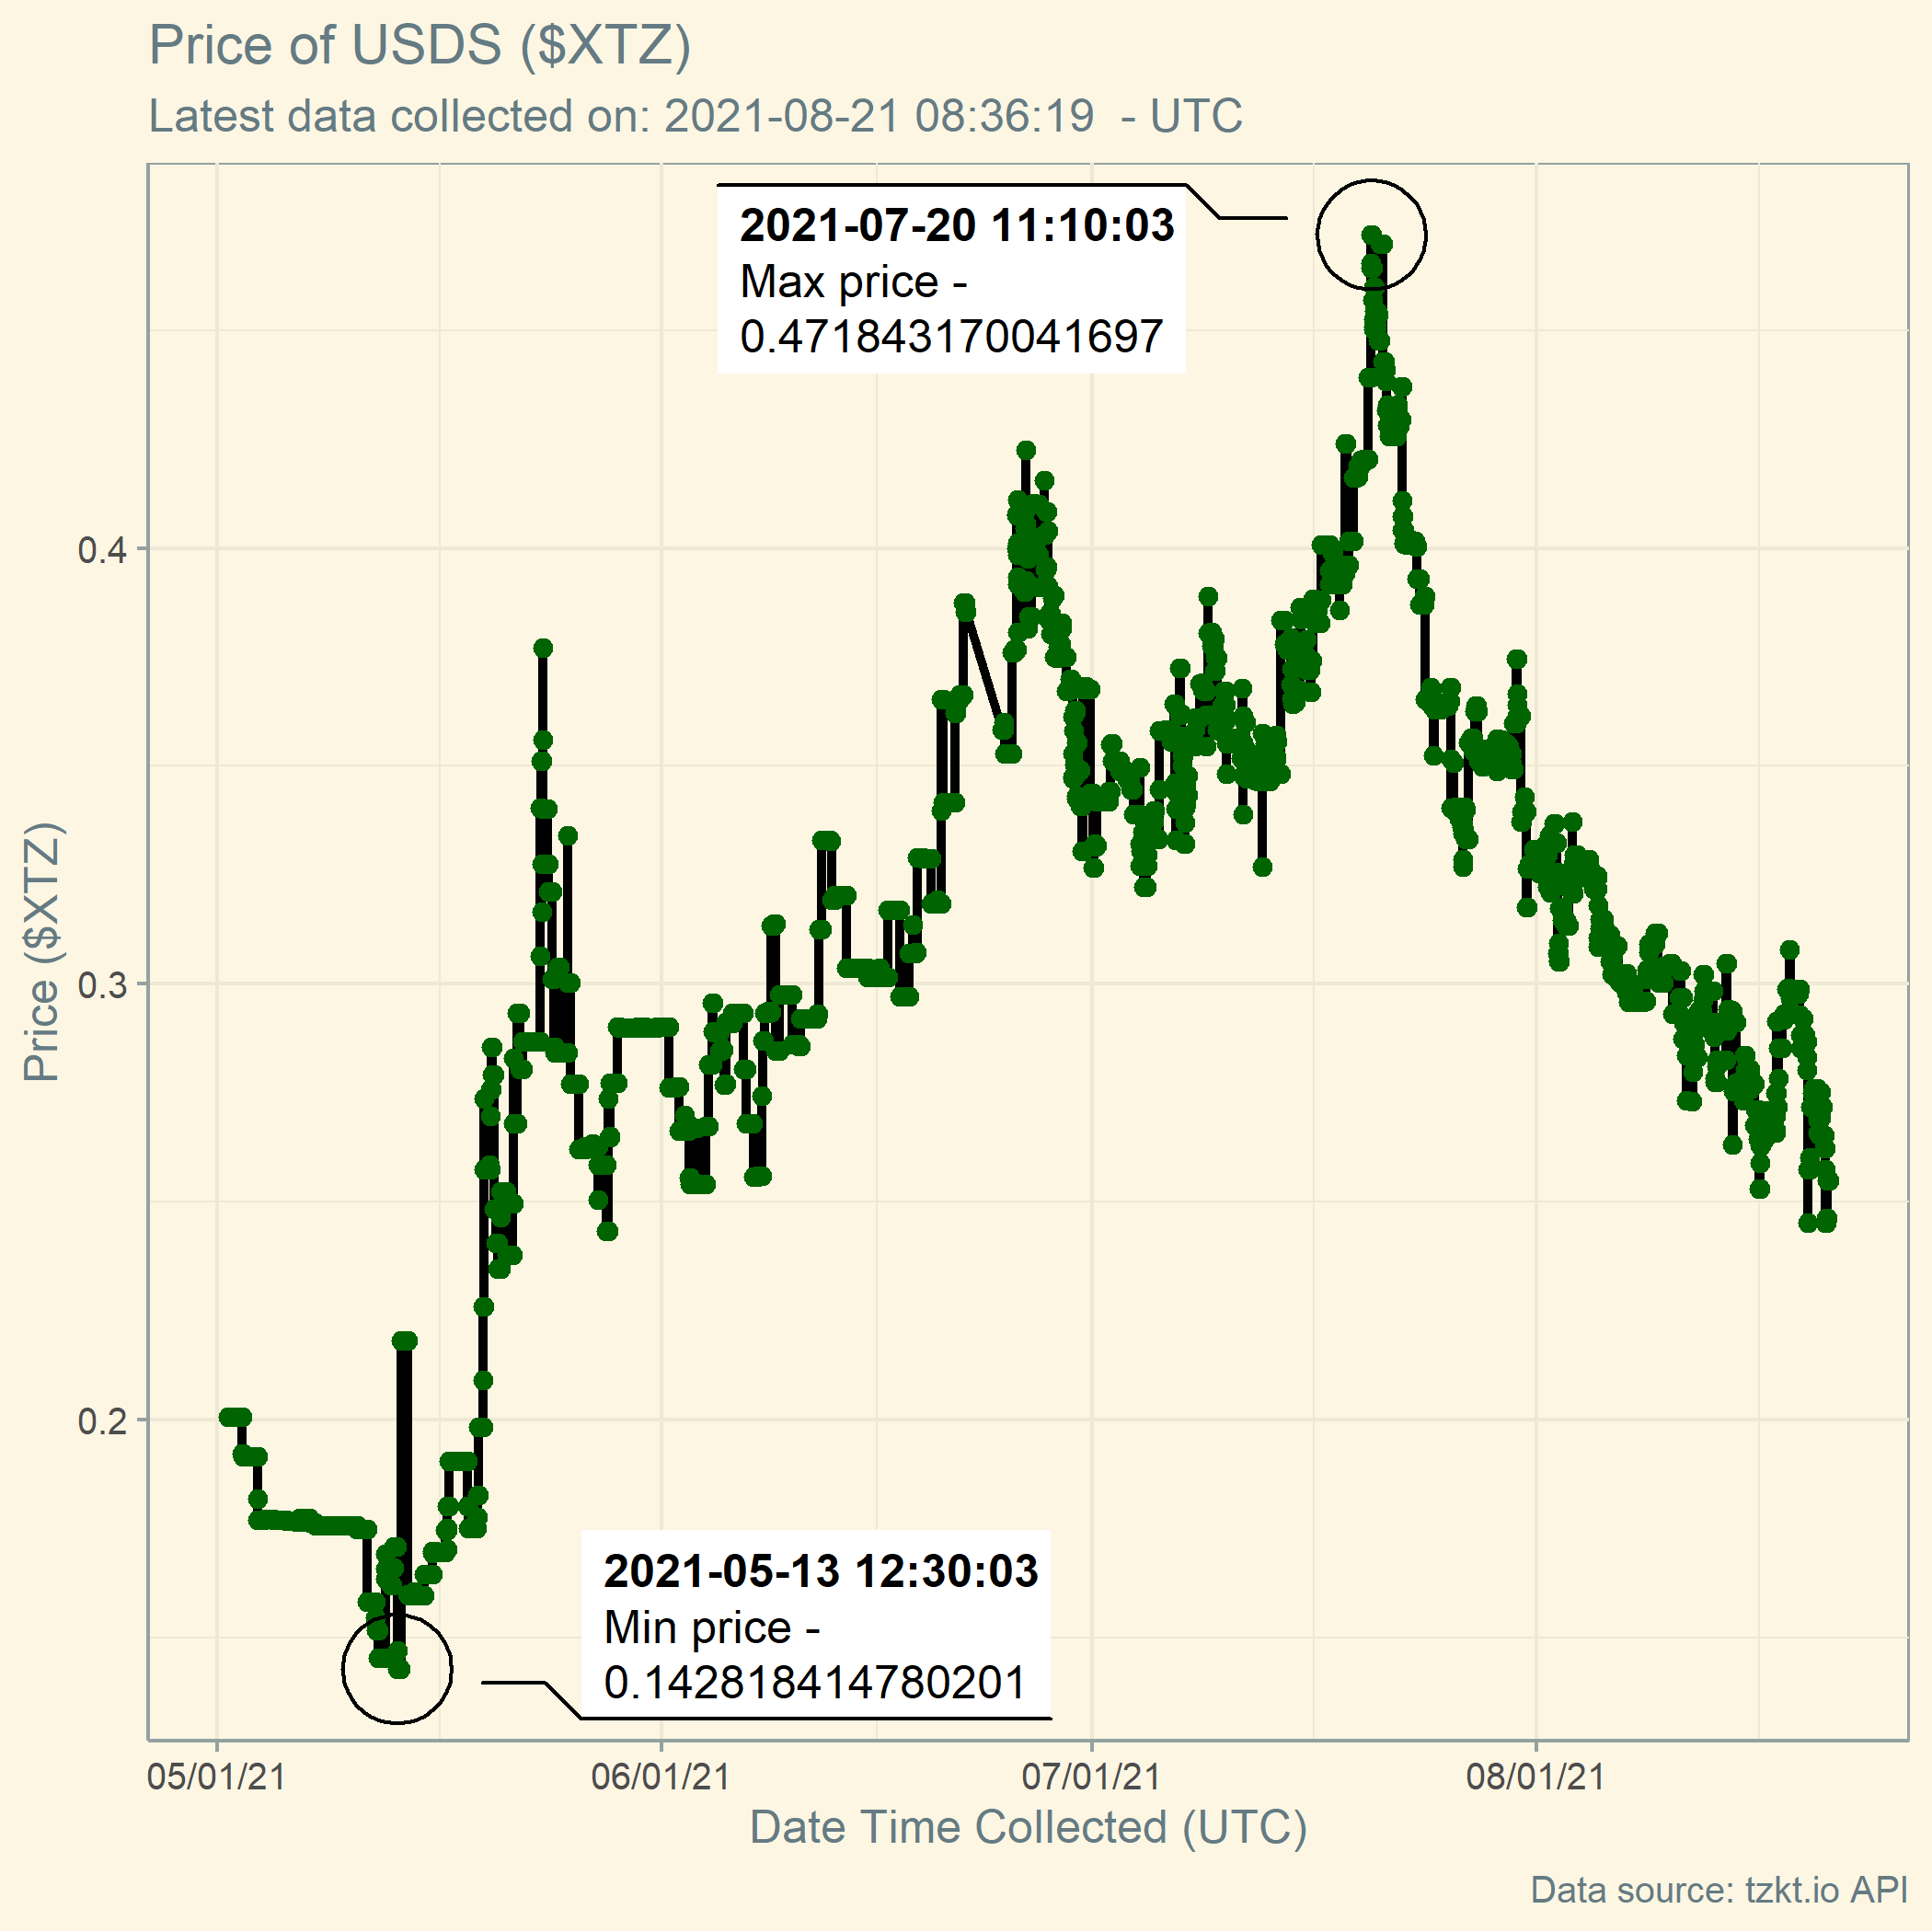 Price of USDS ($XTZ)
Latest data collected on: 2021-08-21 08:36:19  - UTC
2021-07-20 11:10:03
Max price -
0.471843170041697
0.4
0.3
0.2
Price ($XTZ)
2021-05-13 12:30:03
Min price -
0.142818414780201
05/01/21 06/01/21 07/01/21 08/01/21
Date Time Collected (UTC)
Data source: tzkt.io API